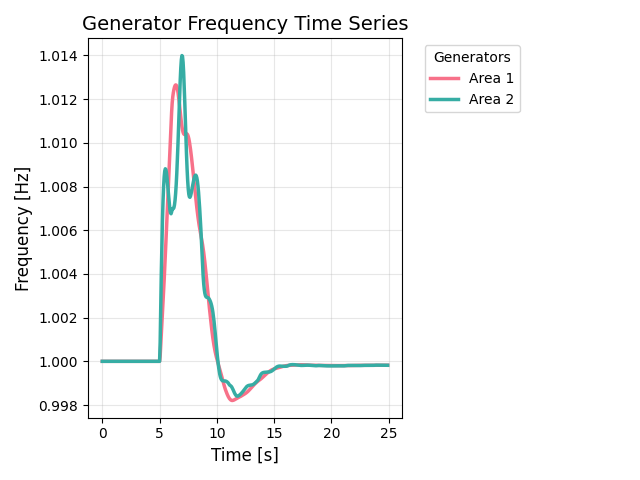 Generator Frequency Time Series
Frequency [Hz]
1.014
1.012
1.010
1.008
1.006
1.004
1.002
1.000
0.998
0
5
10
15
20
25
Time [s]
Generators
Area 1
Area 2